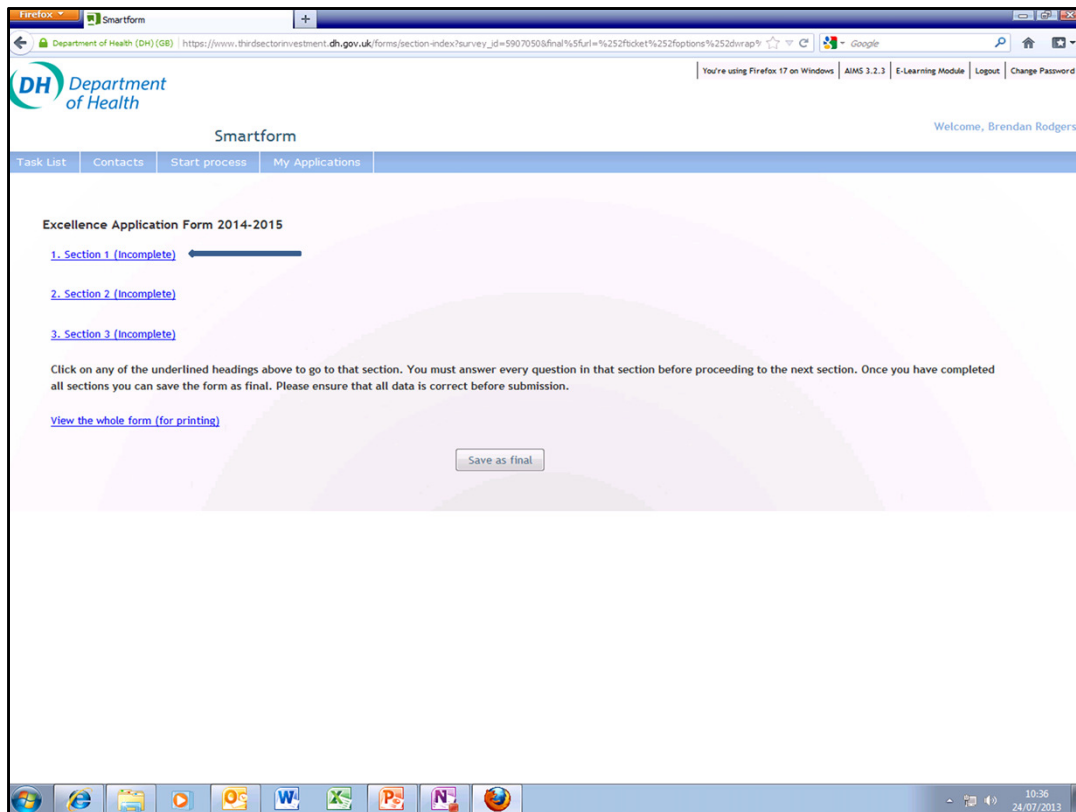 Firefox
Smartform
+
Department of Health (DH) (GB) https://www.thirdsectorinvestment.dh.gov.uk/forms/section-index?survey_id=5907050&final%5furl=%252fticket%252foptions%252dwrap% Google
You're using Firefox 17 on Windows AIMS 3.2.3 E-Learning Module Logout Change Password
DH Department
of Health
Welcome, Brendan Rodgers
Smartform
Task List Contacts Start process My Applications
Excellence Application Form 2014-2015
1. Section 1 (Incomplete)
2. Section 2 (Incomplete)
3. Section 3 (Incomplete)
Click on any of the underlined headings above to go to that section. You must answer every question in that section before proceeding to the next section. Once you have completed
all sections you can save the form as final. Please ensure that all data is correct before submission.
View the whole form (for printing)
Save as final
10:36
24/07/2013